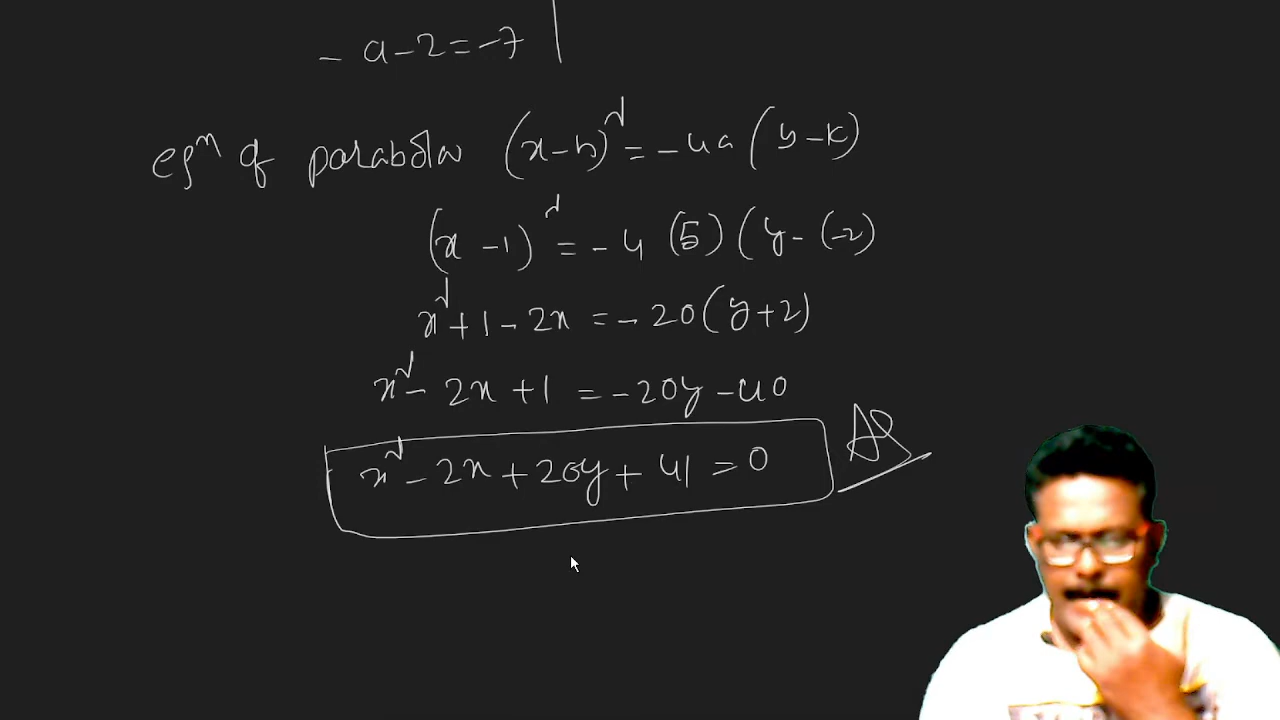 - a-2=-7
eqⁿ of parabola (x-h)² = -4a (y-k)
(x-1)² = -4 (5) (y-(-2)
x²+1-2x = -20(y+2)
x²-2x+1 = -20y-40
x²-2x+20y+41=0 As